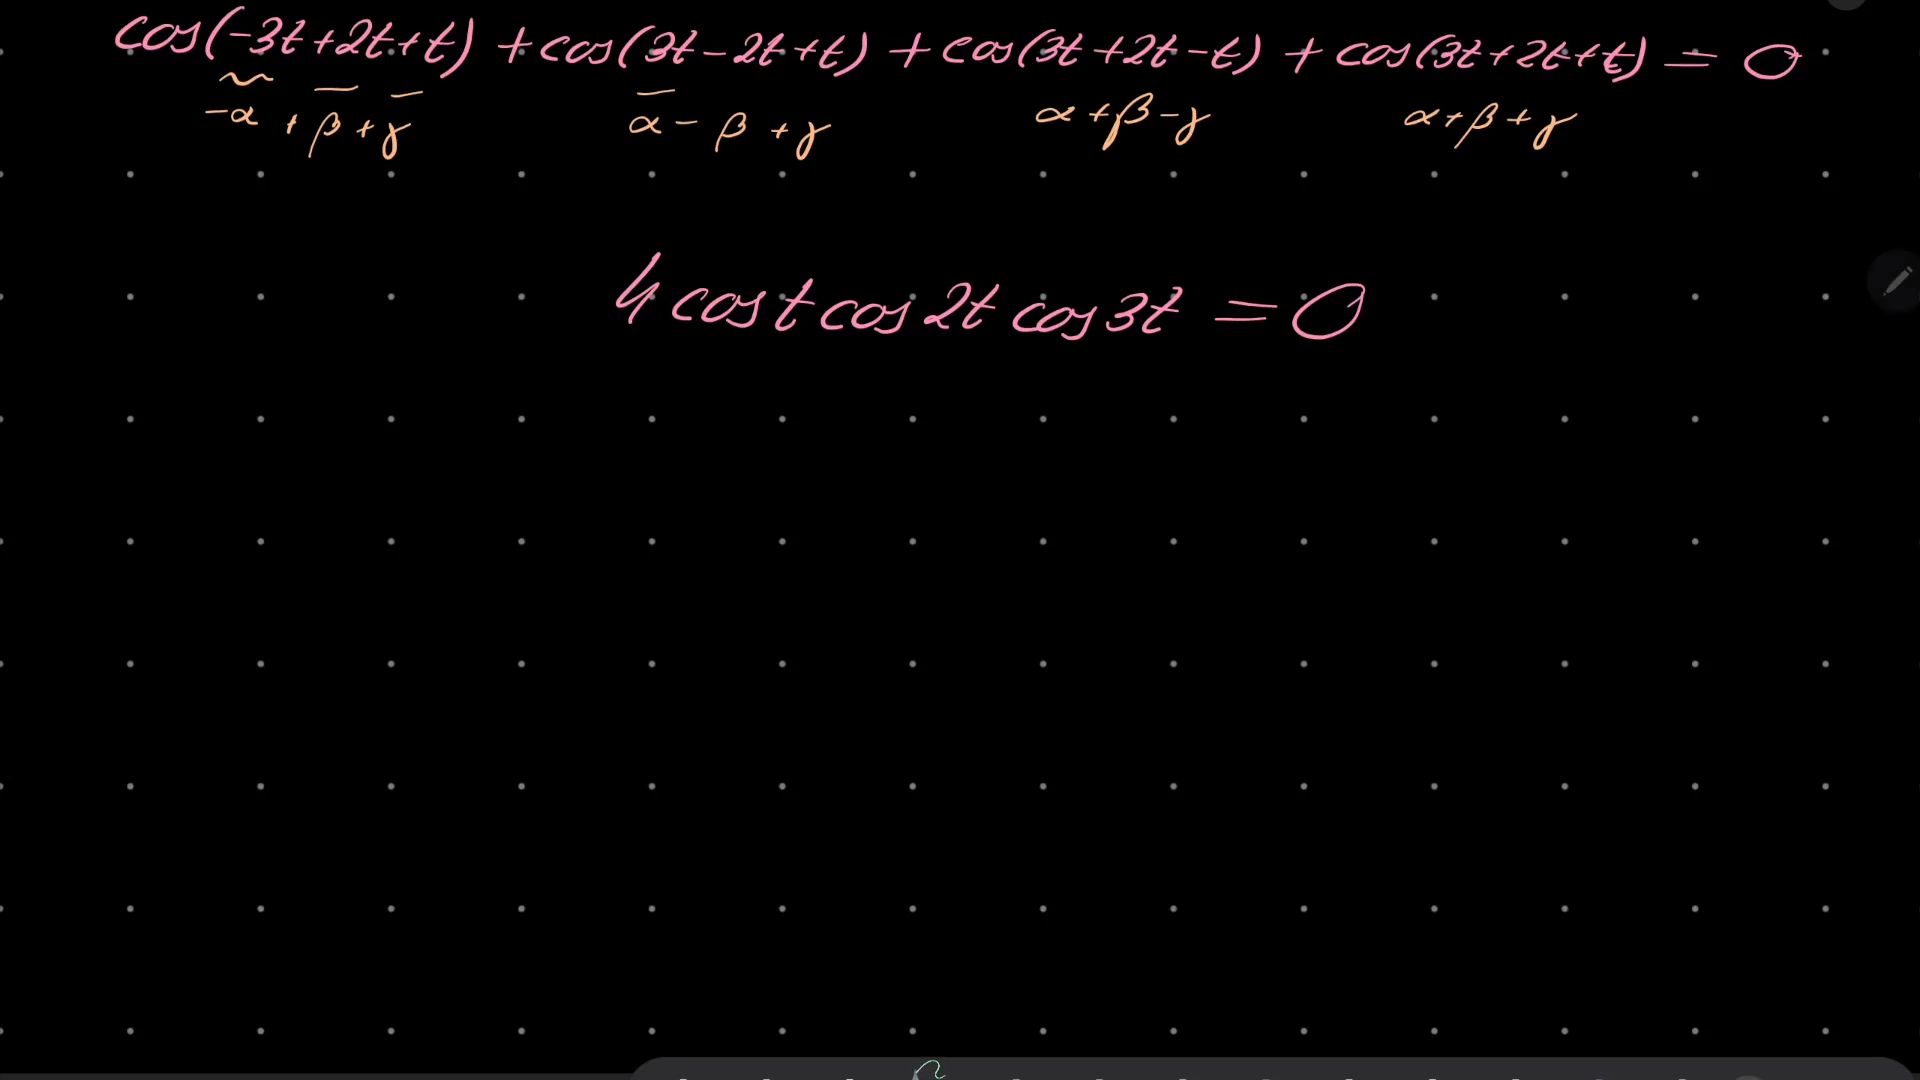 cos(-3t+2t+t) + cos(3t-2t+t) + cos(3t+2t-t) + cos(3t+2t+t) = 0
-α + β + γ α - β + γ α + β - γ α + β + γ
4 cos t cos 2t cos 3t = 0